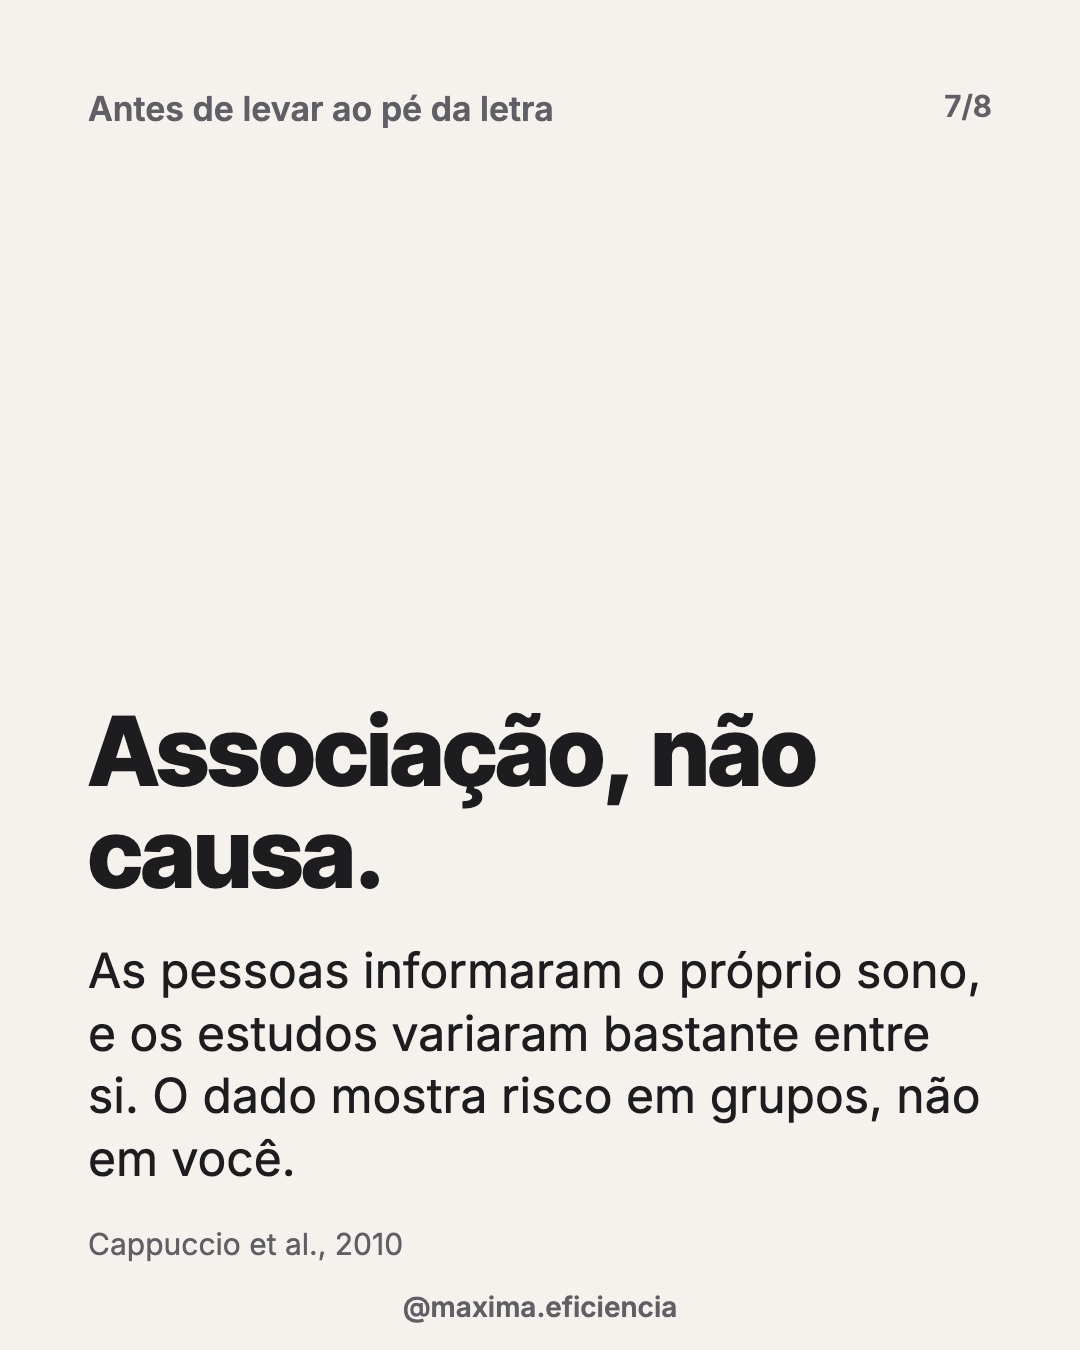 Antes de levar ao pé da letra
7/8
Associação, não
causa.
As pessoas informaram o próprio sono,
e os estudos variaram bastante entre
si. O dado mostra risco em grupos, não
em você.
Cappuccio et al., 2010
@maxima.eficiencia